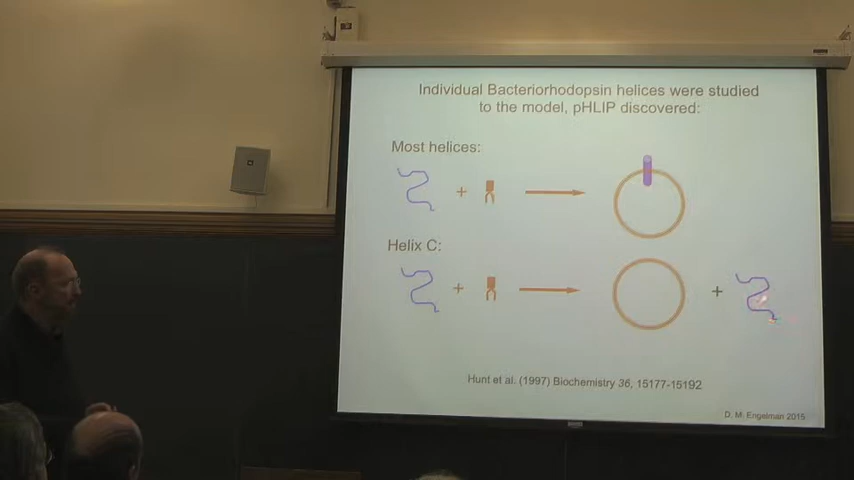 Individual Bacteriorhodopsin helices were studied
to the model, pHLIP discovered:
Most helices:
+
Helix C:
+
+
Hunt et al. (1997) Biochemistry 36, 15177-15192
D. M. Engelman 2015